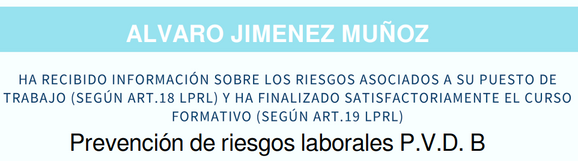 ALVARO JIMENEZ MUÑOZ
HA RECIBIDO INFORMACIÓN SOBRE LOS RIESGOS ASOCIADOS A SU PUESTO DE
TRABAJO (SEGÚN ART.18 LPRL) Y HA FINALIZADO SATISFACTORIAMENTE EL CURSO
FORMATIVO (SEGÚN ART.19 LPRL)
Prevención de riesgos laborales P.V.D. B